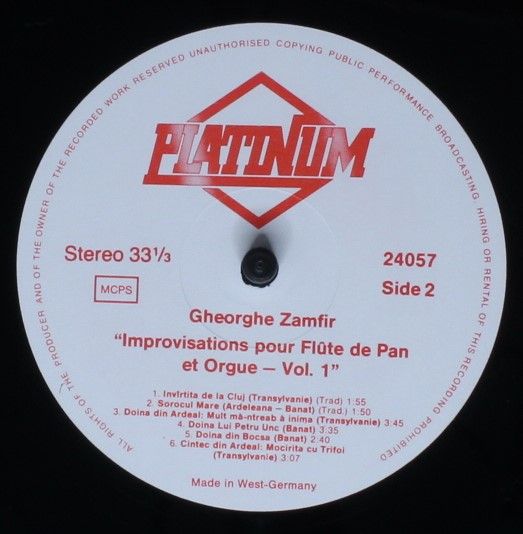 ALL RIGHTS OF THE PRODUCER AND OF THE OWNER OF THE RECORDED WORK RESERVED UNAUTHORISED COPYING PUBLIC PERFORMANCE BROADCASTING, HIRING OR RENTAL OF THIS RECORDING PROHIBITED
PLATINUM
Stereo 33 1/3
24057
MCPS
Side 2
Gheorghe Zamfir
"Improvisations pour Flûte de Pan
et Orgue – Vol. 1"
1. Invîrtita de la Cluj (Transylvanie) (Trad) 1:55
2. Sorocul Mare (Ardeleana – Banat) (Trad.) 1:50
3. Doina din Ardeal: Mult mă-ntreab à inima (Transylvanie) 3:45
4. Doina Lui Petru Unc (Banat) 3:35
5. Doina din Bocsa (Banat) 2:40
6. Cintec din Ardeal: Mocirita cu Trifoi
(Transylvanie) 3:07
Made in West-Germany